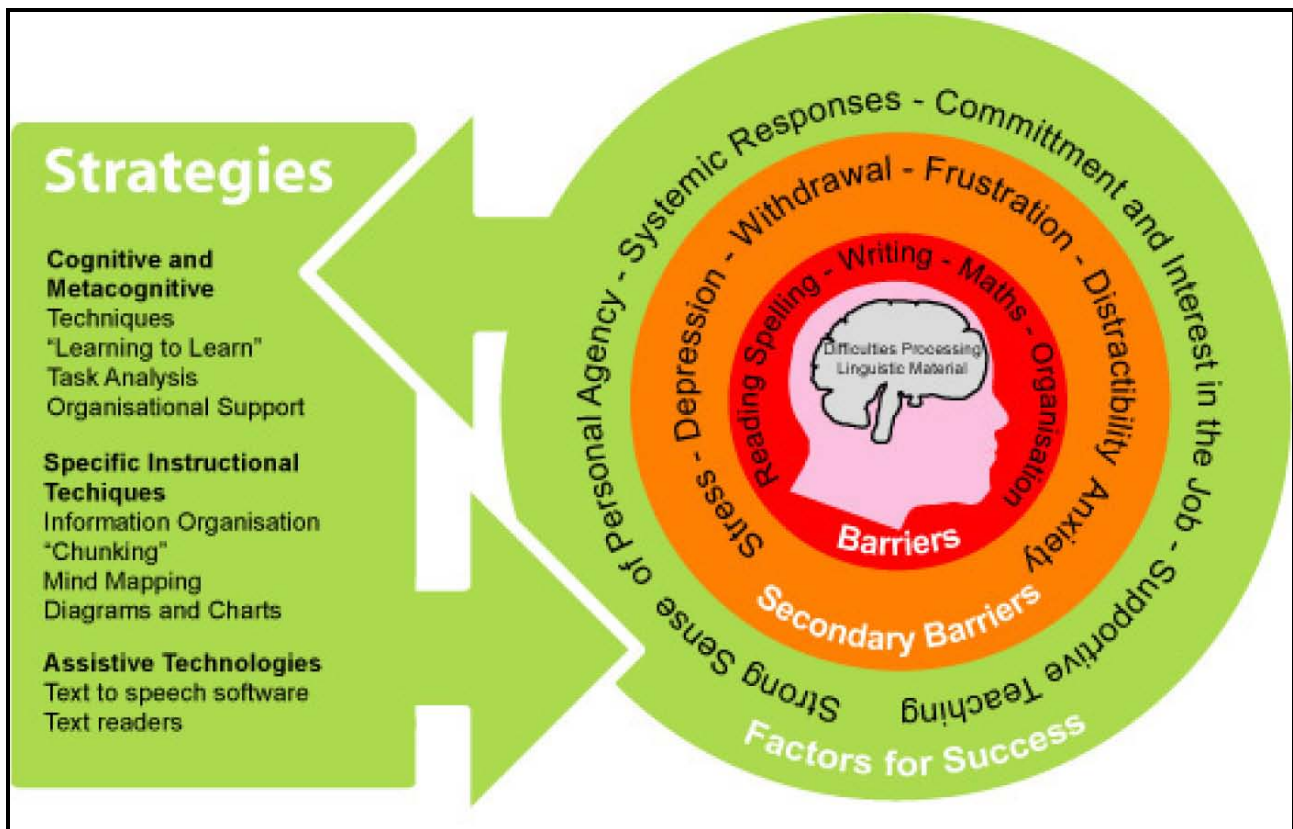 Strategies
Cognitive and
Metacognitive
Techniques
“Learning to Learn”
Task Analysis
Organisational Support
Specific Instructional
Techiques
Information Organisation
“Chunking”
Mind Mapping
Diagrams and Charts
Assistive Technologies
Text to speech software
Text readers
Strong Sense of Personal Agency - Systemic Responses - Committment and Interest in the Job - Supportive Teaching
Factors for Success
Stress - Depression - Withdrawal - Frustration - Distractibility Anxiety
Secondary Barriers
Reading Spelling - Writing - Maths - Organisation
Barriers
Difficulties Processing
Linguistic Material